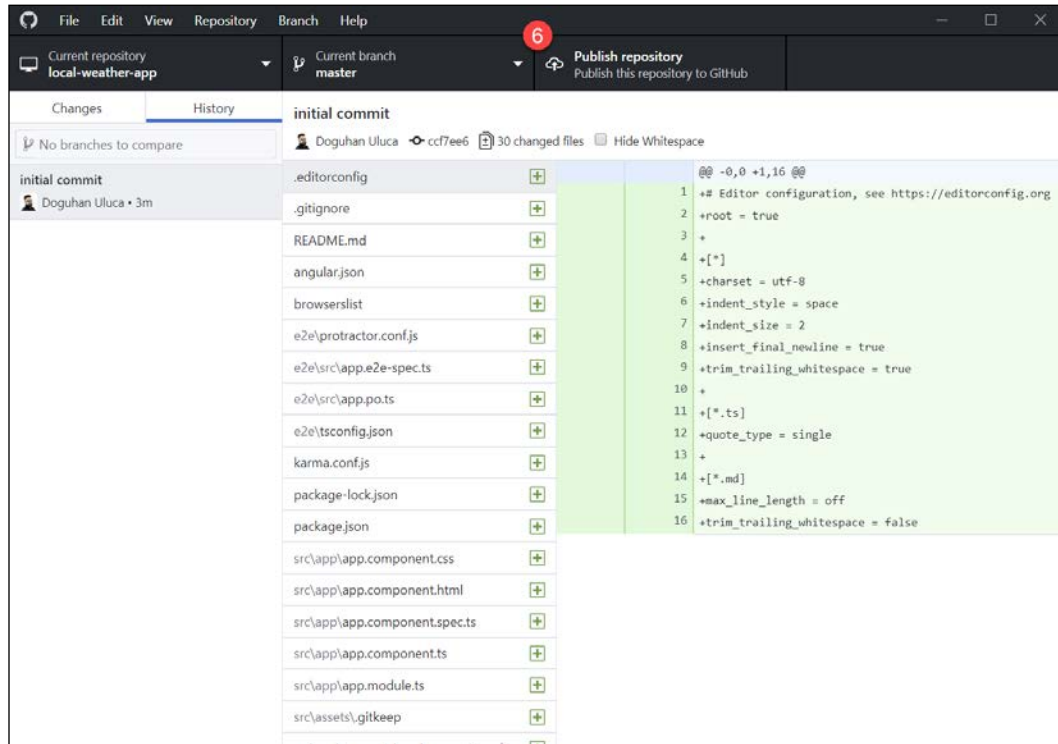 File Edit View Repository Branch Help
6
Current repository
local-weather-app
Current branch
master
Publish repository
Publish this repository to GitHub
Changes History
No branches to compare
initial commit
Doguhan Uluca • 3m
initial commit
Doguhan Uluca ccf7ee6 30 changed files Hide Whitespace
.editorconfig
.gitignore
README.md
angular.json
browserslist
e2e\protractor.conf.js
e2e\src\app.e2e-spec.ts
e2e\src\app.po.ts
e2e\tsconfig.json
karma.conf.js
package-lock.json
package.json
src\app\app.component.css
src\app\app.component.html
src\app\app.component.spec.ts
src\app\app.component.ts
src\app\app.module.ts
src\assets\.gitkeep
@@ -0,0 +1,16 @@
1 +# Editor configuration, see https://editorconfig.org
2 +root = true
3 +
4 +[*]
5 +charset = utf-8
6 +indent_style = space
7 +indent_size = 2
8 +insert_final_newline = true
9 +trim_trailing_whitespace = true
10 +
11 +[*.ts]
12 +quote_type = single
13 +
14 +[*.md]
15 +max_line_length = off
16 +trim_trailing_whitespace = false